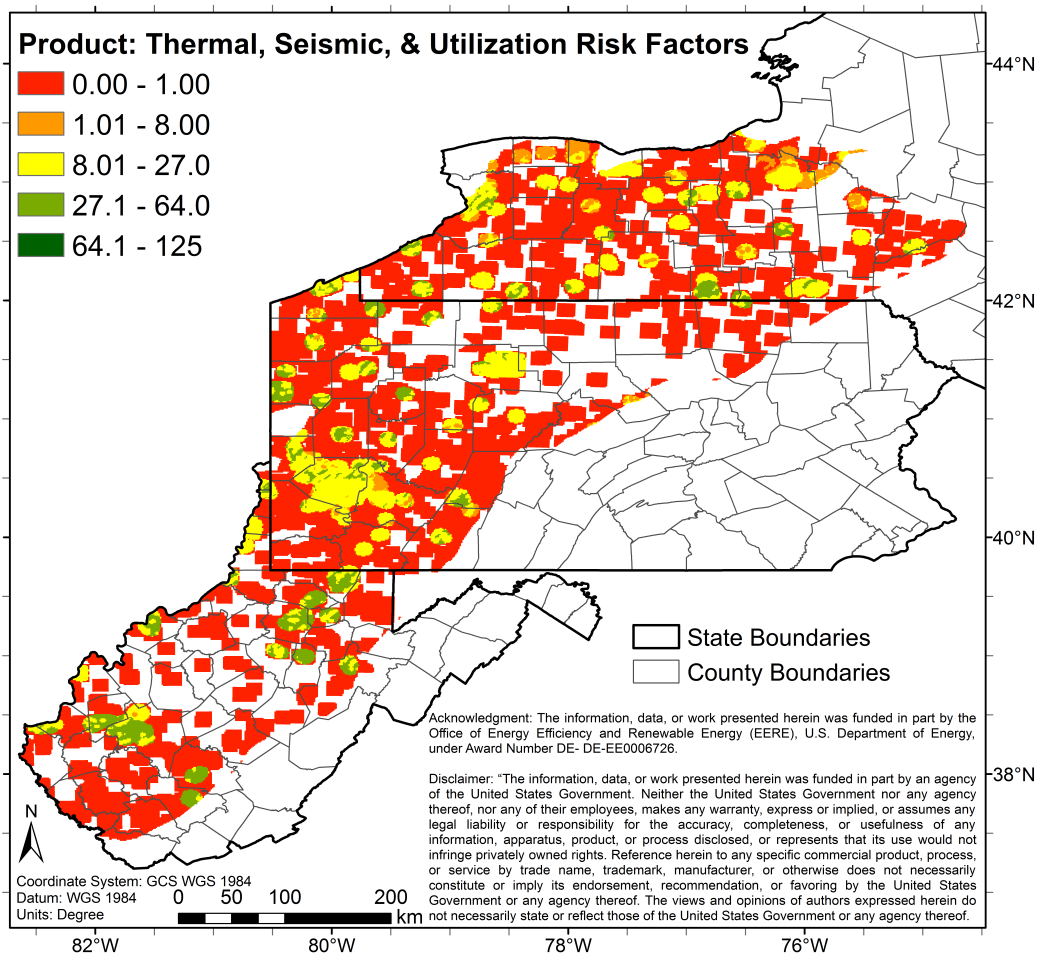 Product: Thermal, Seismic, & Utilization Risk Factors
0.00 - 1.00
1.01 - 8.00
8.01 - 27.0
27.1 - 64.0
64.1 - 125
44°N
42°N
40°N
38°N
State Boundaries
County Boundaries
Acknowledgment: The information, data, or work presented herein was funded in part by the
Office of Energy Efficiency and Renewable Energy (EERE), U.S. Department of Energy,
under Award Number DE- DE-EE0006726.
Disclaimer: “The information, data, or work presented herein was funded in part by an agency
of the United States Government. Neither the United States Government nor any agency
thereof, nor any of their employees, makes any warranty, express or implied, or assumes any
legal liability or responsibility for the accuracy, completeness, or usefulness of any
information, apparatus, product, or process disclosed, or represents that its use would not
infringe privately owned rights. Reference herein to any specific commercial product, process,
or service by trade name, trademark, manufacturer, or otherwise does not necessarily
constitute or imply its endorsement, recommendation, or favoring by the United States
Government or any agency thereof. The views and opinions of authors expressed herein do
not necessarily state or reflect those of the United States Government or any agency thereof.
N
Coordinate System: GCS WGS 1984
Datum: WGS 1984
Units: Degree
0 50 100 200
km
82°W 80°W 78°W 76°W